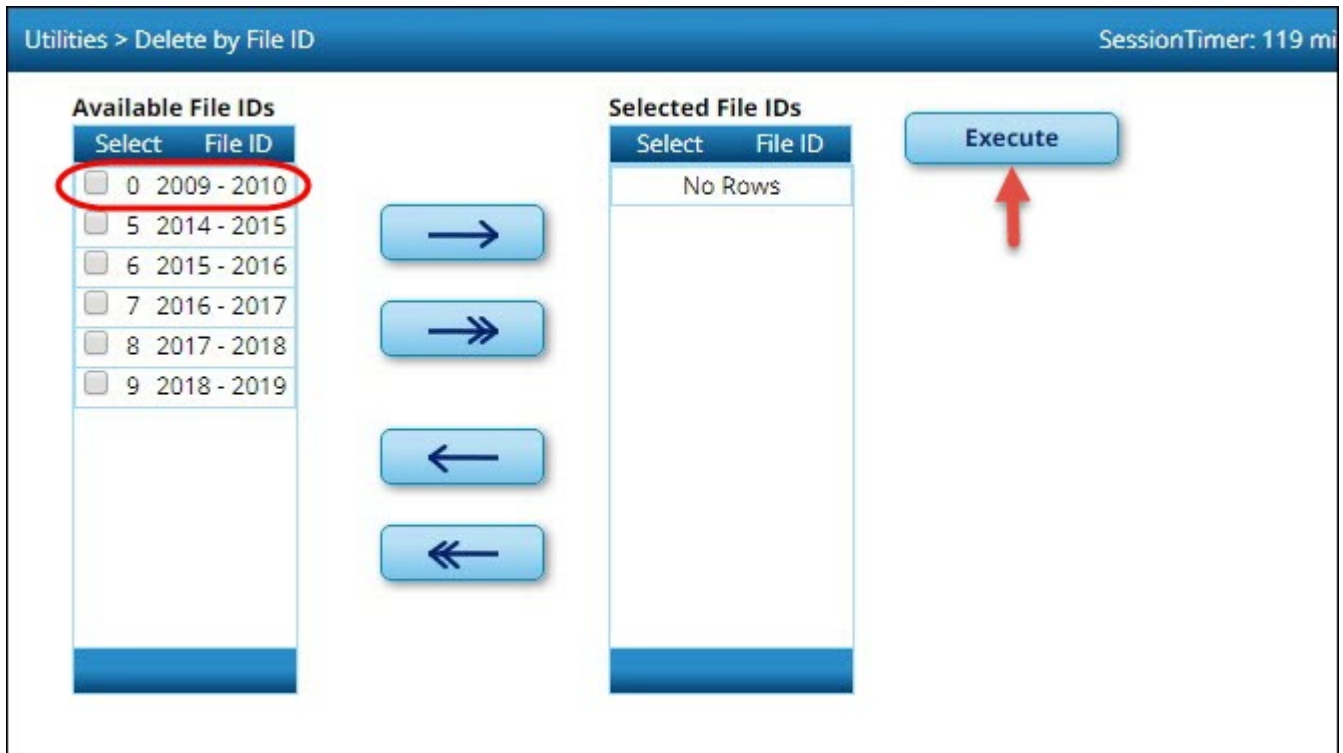 Utilities > Delete by File ID
SessionTimer: 119 mi
Available File IDs
Select File ID
0 2009 - 2010
5 2014 - 2015
6 2015 - 2016
7 2016 - 2017
8 2017 - 2018
9 2018 - 2019
Selected File IDs
Select File ID
No Rows
Execute